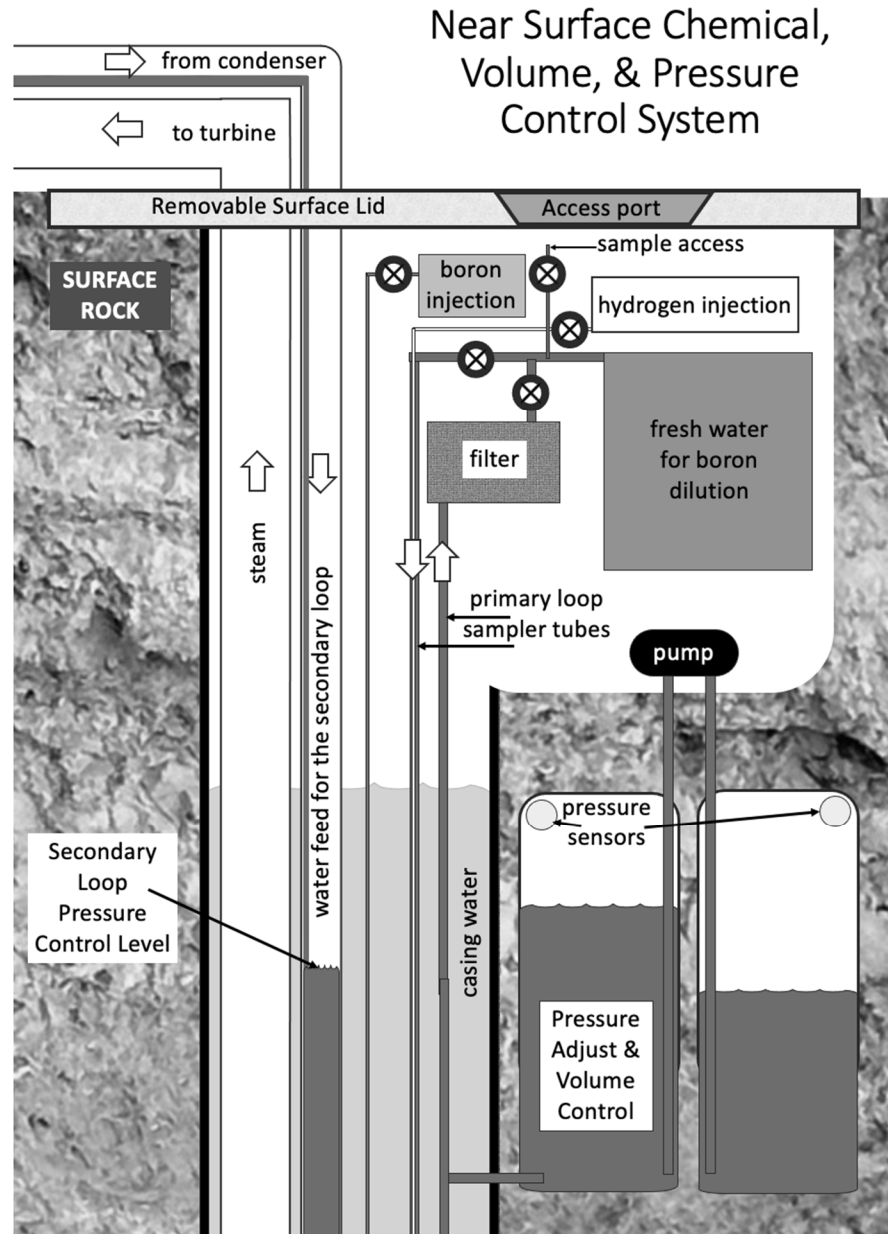 Near Surface Chemical,
Volume, & Pressure
Control System
from condenser
to turbine
Removable Surface Lid
Access port
sample access
SURFACE
ROCK
boron
injection
hydrogen injection
fresh water
for boron
dilution
filter
steam
water feed for the secondary loop
primary loop
sampler tubes
pump
pressure
sensors
Secondary
Loop
Pressure
Control Level
casing water
Pressure
Adjust &
Volume
Control